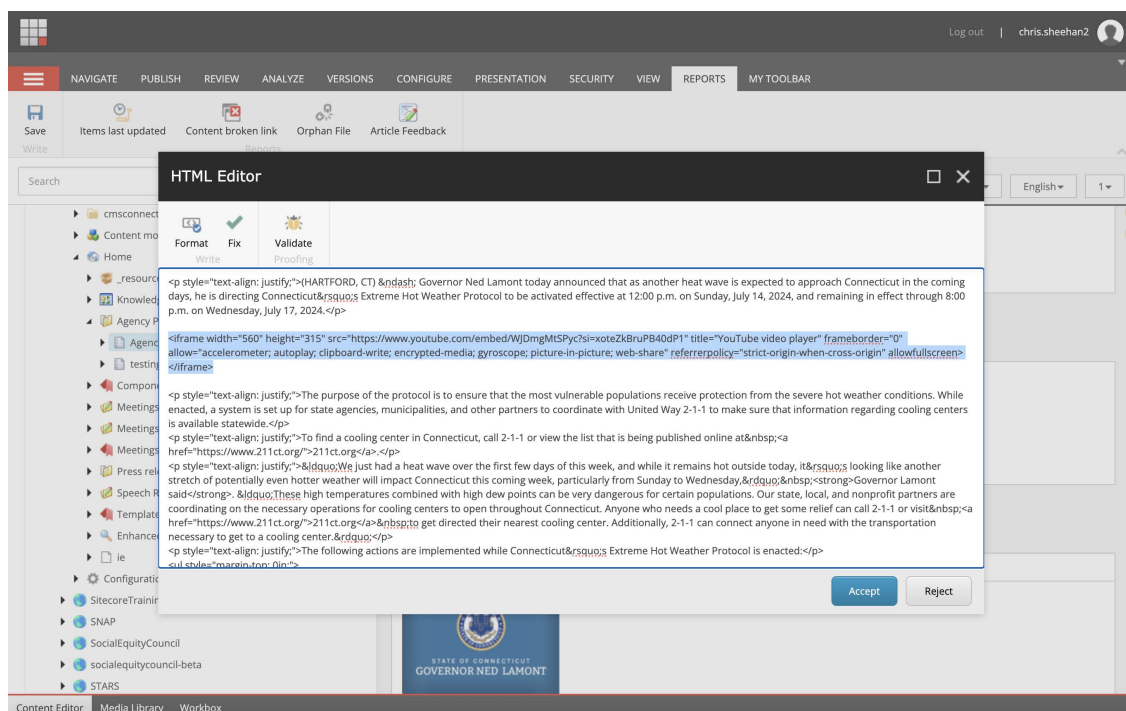 Log out | chris.sheehan2
NAVIGATE PUBLISH REVIEW ANALYZE VERSIONS CONFIGURE PRESENTATION SECURITY VIEW REPORTS MY TOOLBAR
Save Items last updated Content broken link Orphan File Article Feedback
Write Reports
Search
English 1
cmsconnect
Content mo
Home
_resourc
Knowled
Agency P
Agenc
testing
Compon
Meetings
Meetings
Meetings
Press rel
Speech R
Template
Enhance
ie
Configuratio
SitecoreTrainin
SNAP
SocialEquityCouncil
socialequitycouncil-beta
STARS
HTML Editor
Format Fix Validate
Write Proofing
<p style="text-align: justify;">(HARTFORD, CT) &ndash; Governor Ned Lamont today announced that as another heat wave is expected to approach Connecticut in the coming
days, he is directing Connecticut&rsquo;s Extreme Hot Weather Protocol to be activated effective at 12:00 p.m. on Sunday, July 14, 2024, and remaining in effect through 8:00
p.m. on Wednesday, July 17, 2024.</p>
<iframe width="560" height="315" src="https://www.youtube.com/embed/WJDmgMtSPyc?si=xoteZkBruPB40dP1" title="YouTube video player" frameborder="0"
allow="accelerometer; autoplay; clipboard-write; encrypted-media; gyroscope; picture-in-picture; web-share" referrerpolicy="strict-origin-when-cross-origin" allowfullscreen>
</iframe>
<p style="text-align: justify;">The purpose of the protocol is to ensure that the most vulnerable populations receive protection from the severe hot weather conditions. While
enacted, a system is set up for state agencies, municipalities, and other partners to coordinate with United Way 2-1-1 to make sure that information regarding cooling centers
is available statewide.</p>
<p style="text-align: justify;">To find a cooling center in Connecticut, call 2-1-1 or view the list that is being published online at&nbsp;<a
href="https://www.211ct.org/">211ct.org</a>.</p>
<p style="text-align: justify;">&ldquo;We just had a heat wave over the first few days of this week, and while it remains hot outside today, it&rsquo;s looking like another
stretch of potentially even hotter weather will impact Connecticut this coming week, particularly from Sunday to Wednesday,&rdquo;&nbsp;<strong>Governor Lamont
said</strong>. &ldquo;These high temperatures combined with high dew points can be very dangerous for certain populations. Our state, local, and nonprofit partners are
coordinating on the necessary operations for cooling centers to open throughout Connecticut. Anyone who needs a cool place to get some relief can call 2-1-1 or visit&nbsp;<a
href="https://www.211ct.org/">211ct.org</a>&nbsp;to get directed their nearest cooling center. Additionally, 2-1-1 can connect anyone in need with the transportation
necessary to get to a cooling center.&rdquo;</p>
<p style="text-align: justify;">The following actions are implemented while Connecticut&rsquo;s Extreme Hot Weather Protocol is enacted:</p>
<ul style="margin-top: 0in;">
Accept Reject
STATE OF CONNECTICUT
GOVERNOR NED LAMONT
Content Editor Media Library Workbox